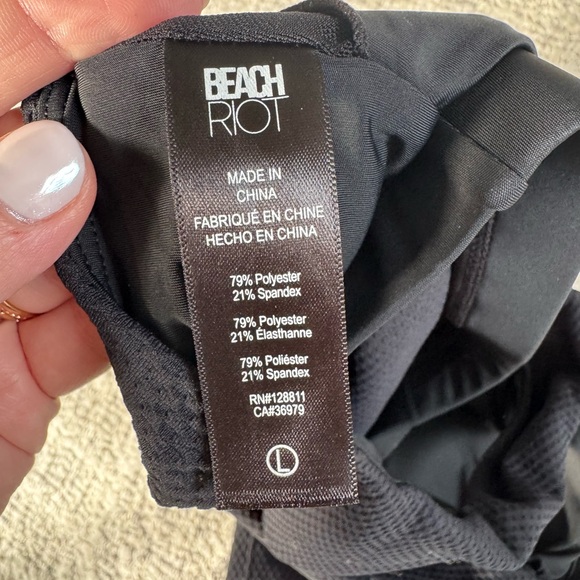 BEACH
RIOT
MADE IN
CHINA
FABRIQUÉ EN CHINE
HECHO EN CHINA
79% Polyester
21% Spandex
79% Polyester
21% Élasthanne
79% Poliéster
21% Spandex
RN#128811
CA#36979
L